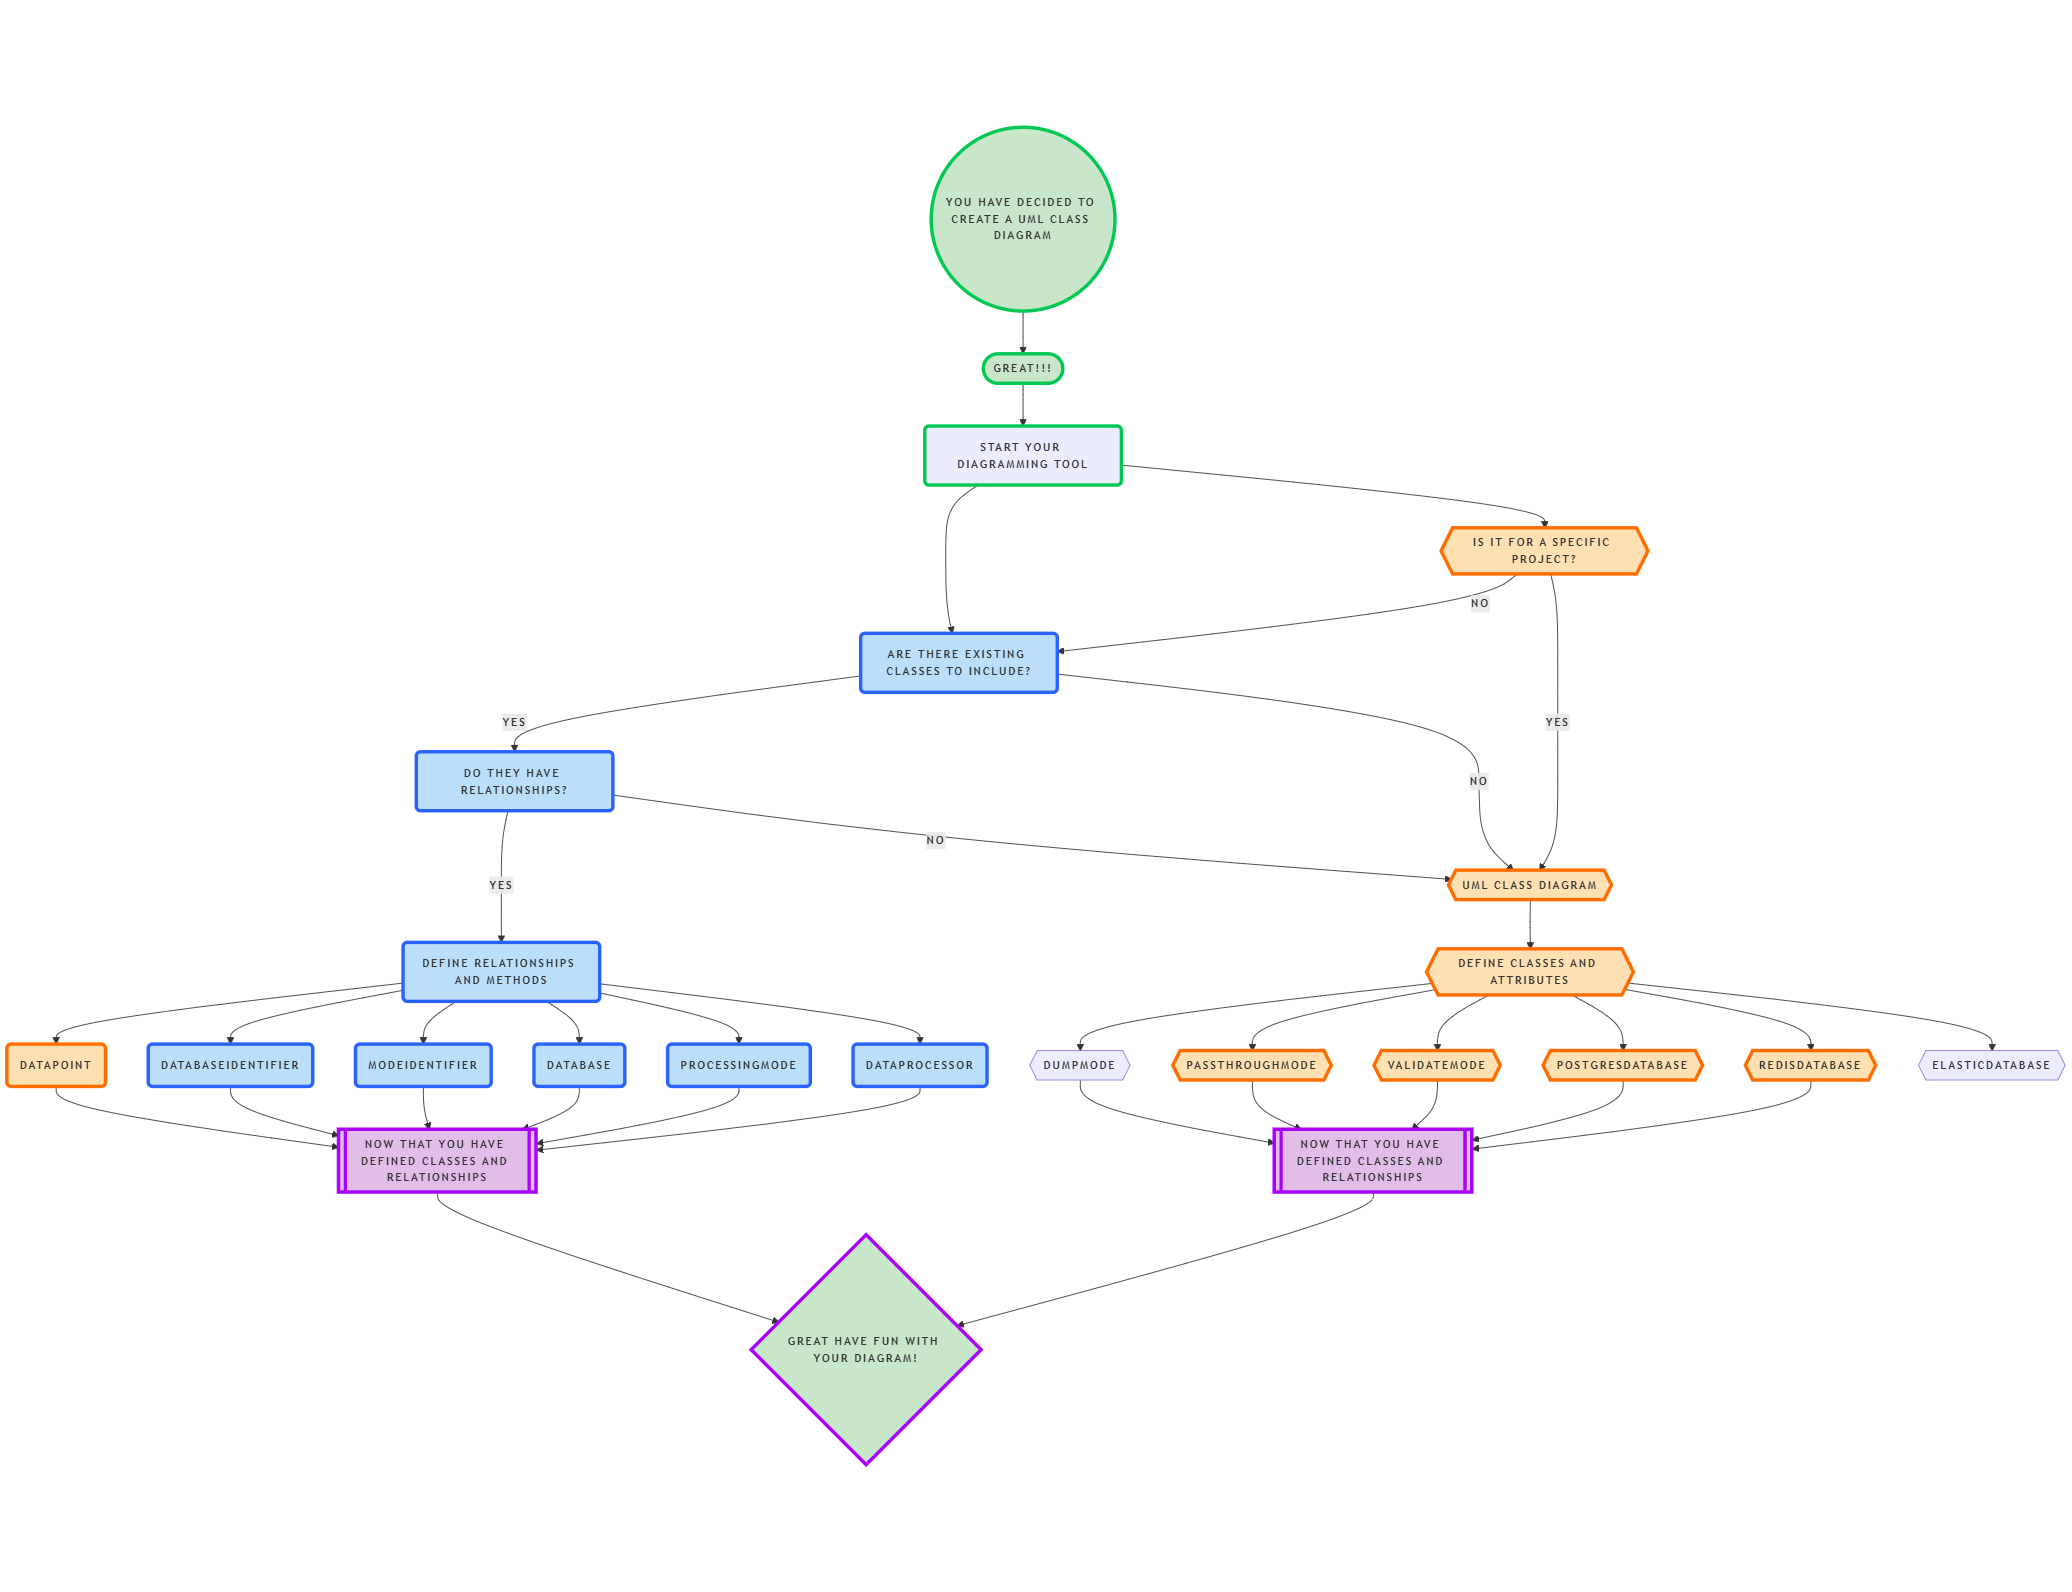 YOU HAVE DECIDED TO
CREATE A UML CLASS
DIAGRAM
GREAT!!!
START YOUR
DIAGRAMMING TOOL
IS IT FOR A SPECIFIC
PROJECT?
NO
ARE THERE EXISTING
CLASSES TO INCLUDE?
YES
YES
DO THEY HAVE
RELATIONSHIPS?
NO
NO
YES
UML CLASS DIAGRAM
DEFINE RELATIONSHIPS
AND METHODS
DEFINE CLASSES AND
ATTRIBUTES
DATAPOINT
DATABASEIDENTIFIER
MODEIDENTIFIER
DATABASE
PROCESSINGMODE
DATAPROCESSOR
DUMPMODE
PASSTHROUGHMODE
VALIDATEMODE
POSTGRESDATABASE
REDISDATABASE
ELASTICDATABASE
NOW THAT YOU HAVE
DEFINED CLASSES AND
RELATIONSHIPS
NOW THAT YOU HAVE
DEFINED CLASSES AND
RELATIONSHIPS
GREAT HAVE FUN WITH
YOUR DIAGRAM!